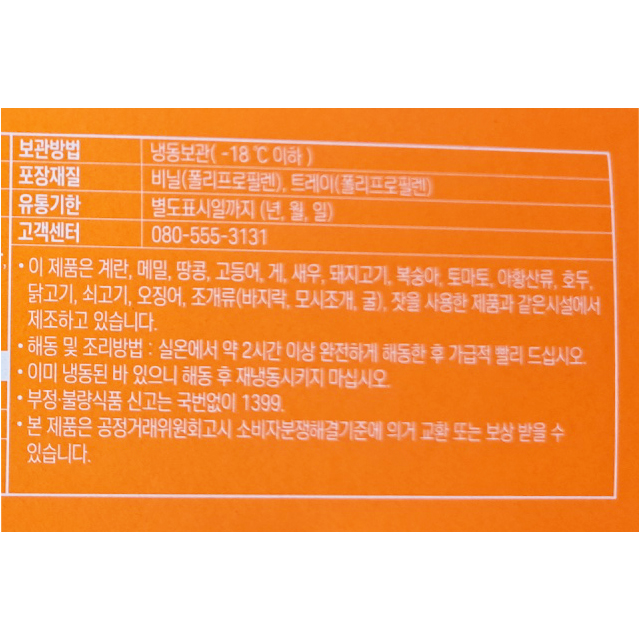 보관방법 냉동보관( -18 ℃ 이하 )
포장재질 비닐(폴리프로필렌), 트레이(폴리프로필렌)
유통기한 별도표시일까지 (년, 월, 일)
고객센터 080-555-3131
• 이 제품은 계란, 메밀, 땅콩, 고등어, 게, 새우, 돼지고기, 복숭아, 토마토, 아황산류, 호두,
닭고기, 쇠고기, 오징어, 조개류(바지락, 모시조개, 굴), 잣을 사용한 제품과 같은시설에서
제조하고 있습니다.
• 해동 및 조리방법 : 실온에서 약 2시간 이상 완전하게 해동한 후 가급적 빨리 드십시오.
• 이미 냉동된 바 있으니 해동 후 재냉동시키지 마십시오.
• 부정·불량식품 신고는 국번없이 1399.
• 본 제품은 공정거래위원회고시 소비자분쟁해결기준에 의거 교환 또는 보상 받을 수
있습니다.